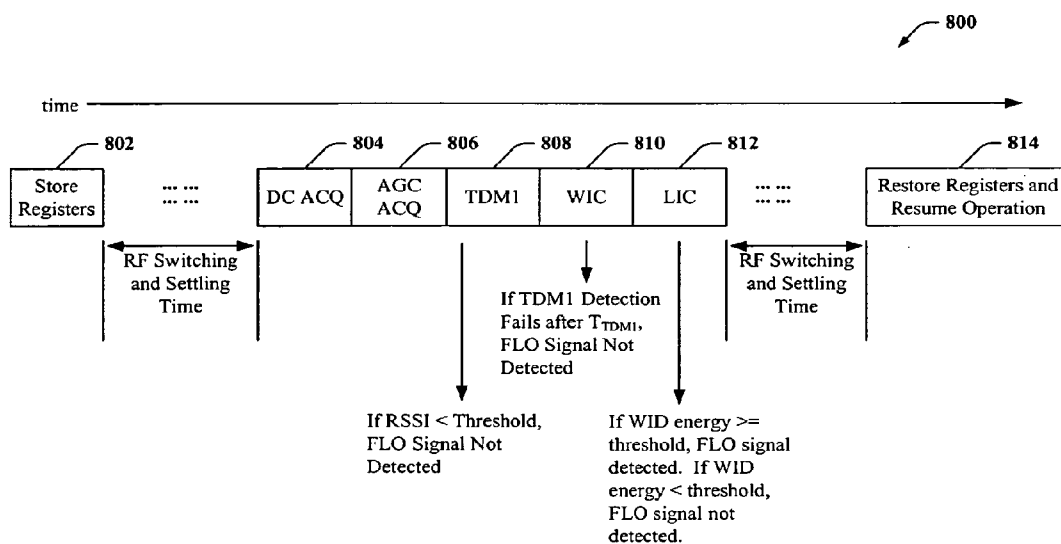 800
time
802
804
806
808
810
812
814
Store
Registers
... ...
... ...
DC ACQ
AGC
ACQ
TDM1
WIC
LIC
... ...
... ...
Restore Registers and
Resume Operation
RF Switching
and Settling
Time
RF Switching
and Settling
Time
If TDM1 Detection
Fails after TTDM1,
FLO Signal Not
Detected
If RSSI < Threshold,
FLO Signal Not
Detected
If WID energy >=
threshold, FLO signal
detected. If WID
energy < threshold,
FLO signal not
detected.